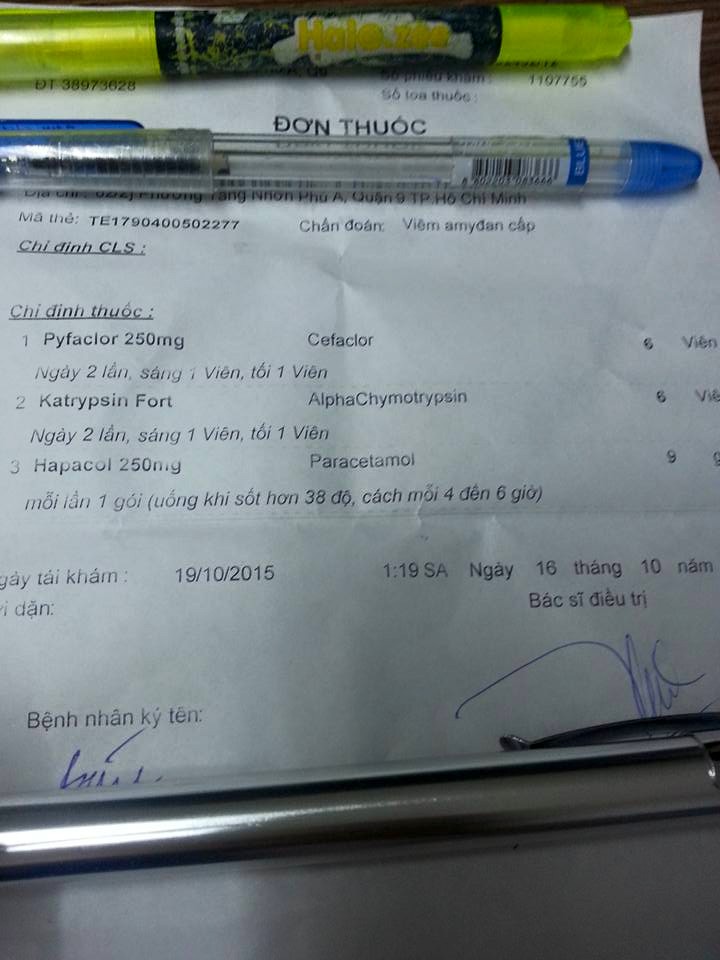 Halo.zee
ĐT 38973628
Số phiếu khám : 1107755
Số toa thuốc :
ĐƠN THUỐC
8 802203 083666
BLUE
Phường Tăng Nhơn Phú A, Quận 9 TP.Hồ Chí Minh
Mã thẻ: TE1790400502277 Chẩn đoán: Viêm amyđan cấp
Chỉ định CLS :
Chỉ định thuốc :
1 Pyfaclor 250mg Cefaclor 6 Viên
Ngày 2 lần, sáng 1 Viên, tối 1 Viên
2 Katrypsin Fort AlphaChymotrypsin 6 Viê
Ngày 2 lần, sáng 1 Viên, tối 1 Viên
3 Hapacol 250mg Paracetamol 9 g
mỗi lần 1 gói (uống khi sốt hơn 38 độ, cách mỗi 4 đến 6 giờ)
gày tái khám : 19/10/2015 1:19 SA Ngày 16 tháng 10 năm
i dặn: Bác sĩ điều trị
Bệnh nhân ký tên: